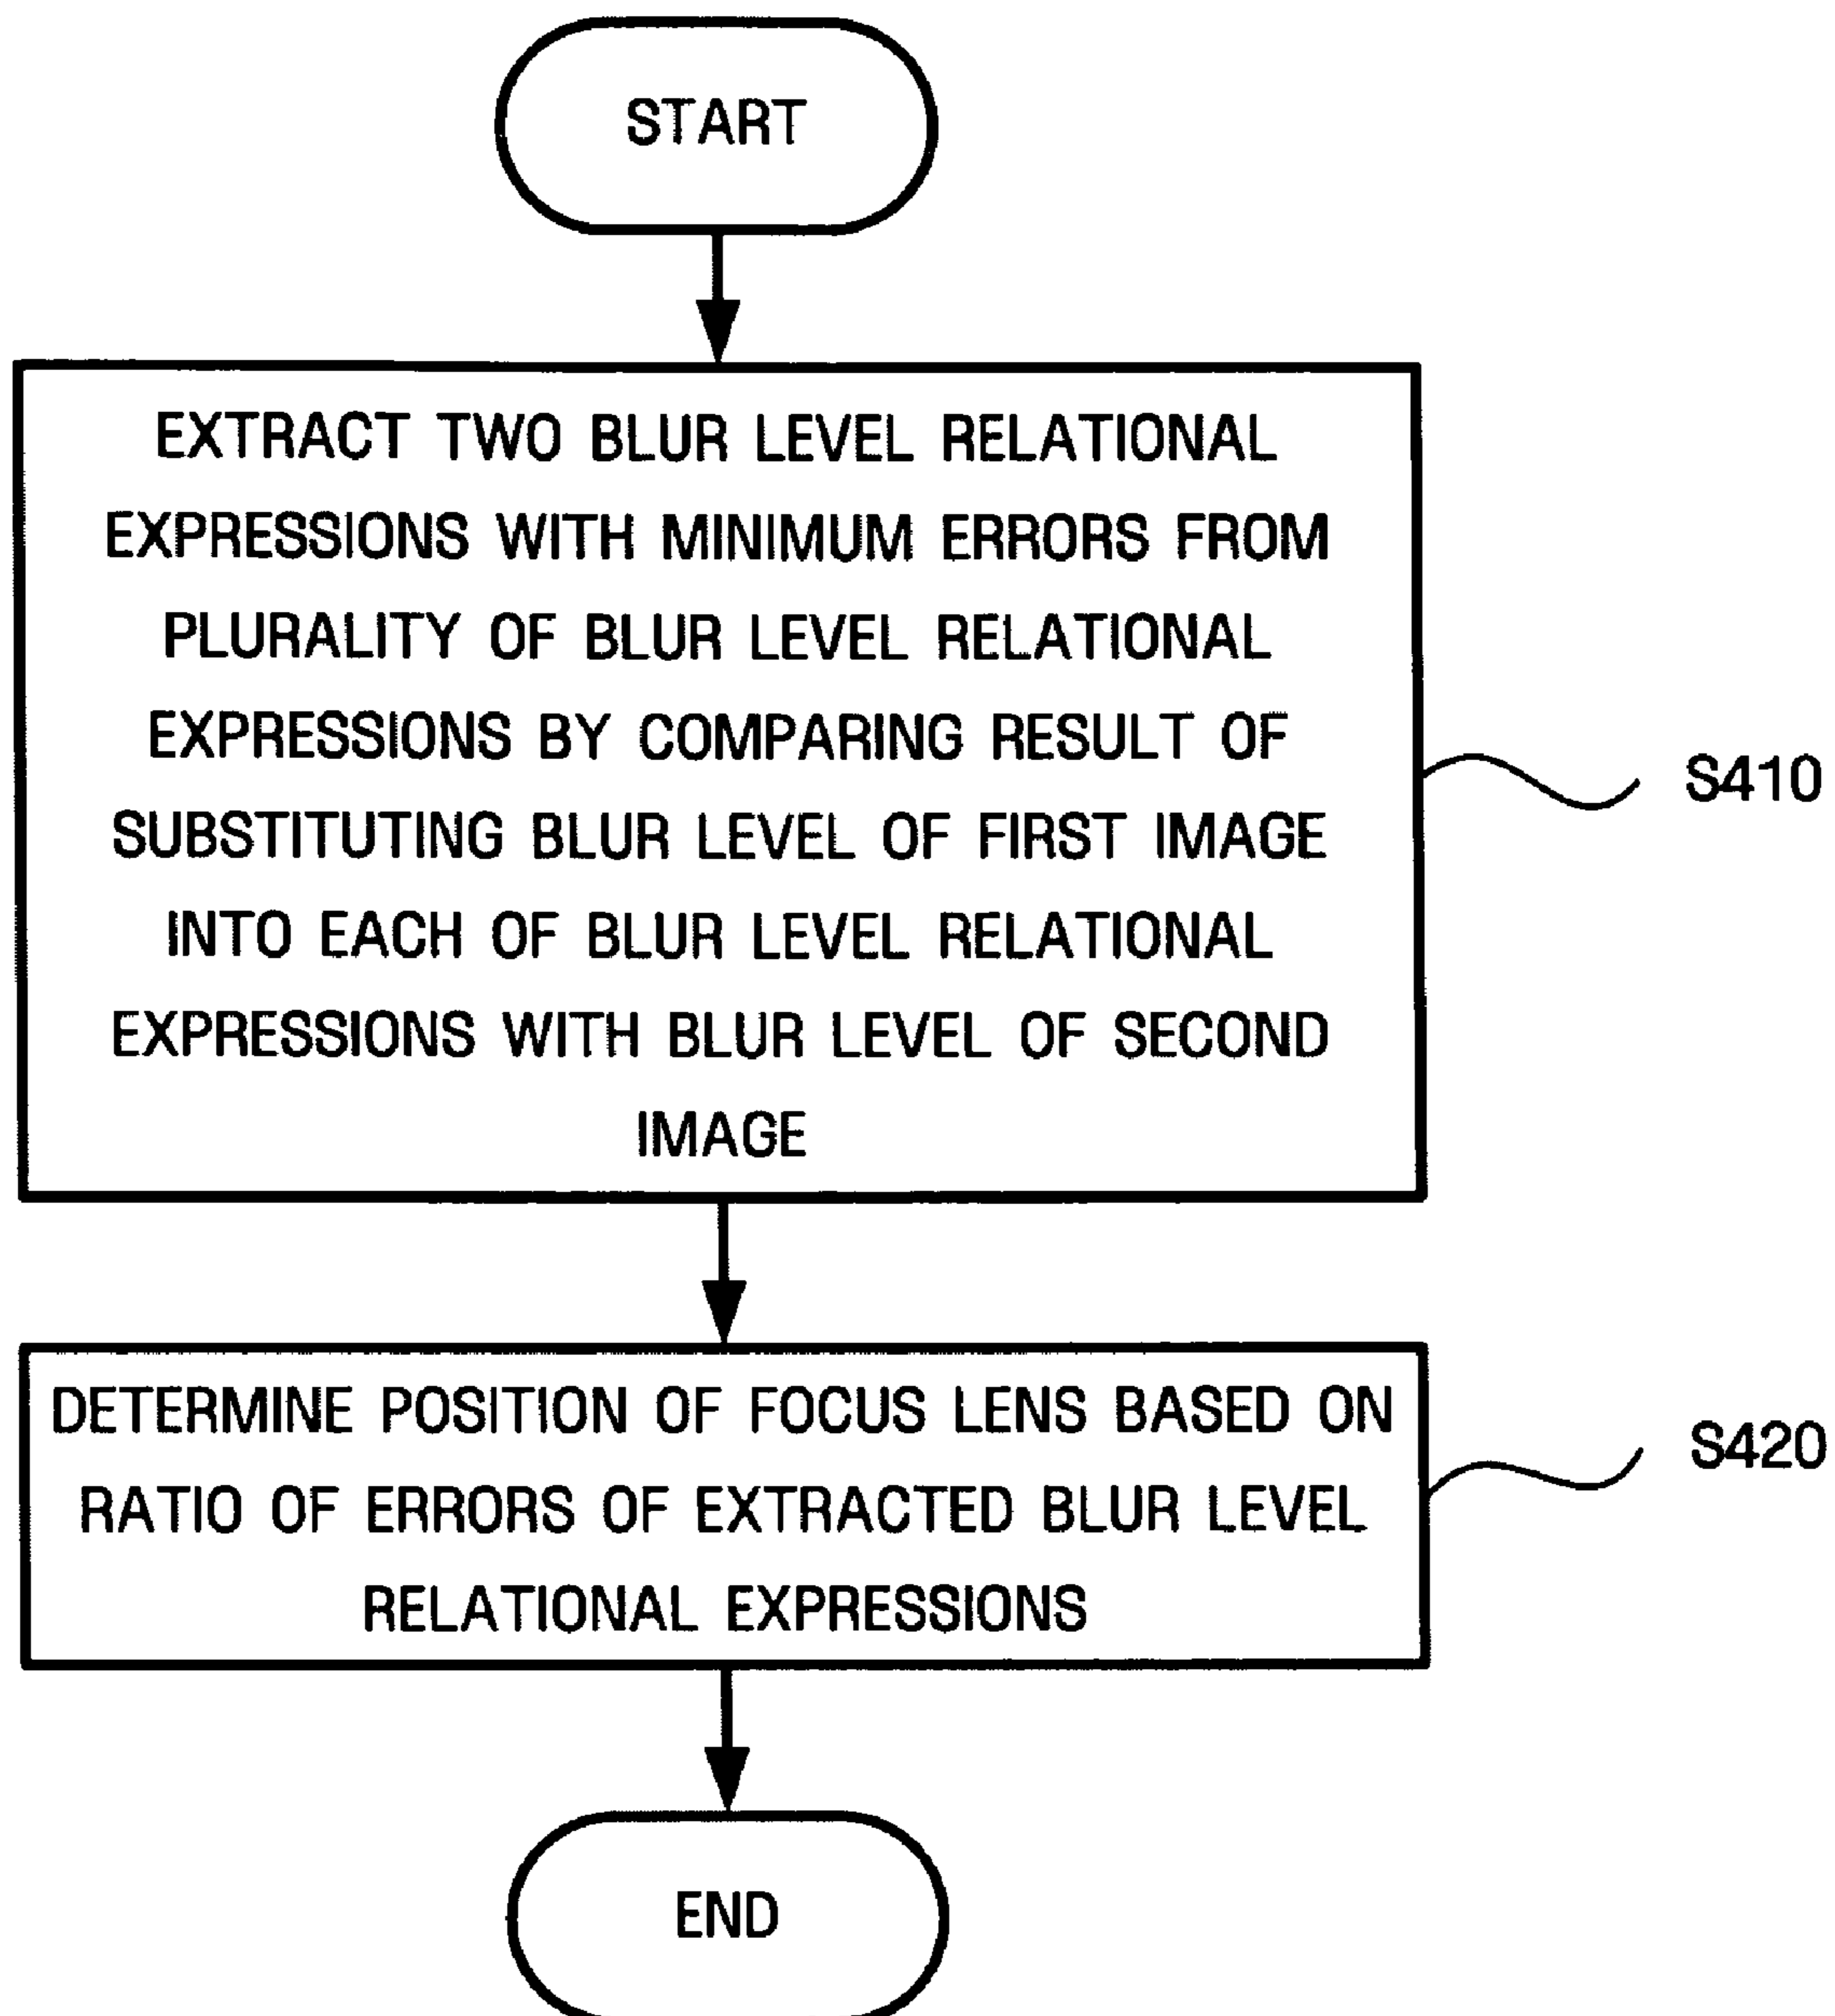 START
EXTRACT TWO BLUR LEVEL RELATIONAL
EXPRESSIONS WITH MINIMUM ERRORS FROM
PLURALITY OF BLUR LEVEL RELATIONAL
EXPRESSIONS BY COMPARING RESULT OF
SUBSTITUTING BLUR LEVEL OF FIRST IMAGE
INTO EACH OF BLUR LEVEL RELATIONAL
EXPRESSIONS WITH BLUR LEVEL OF SECOND
IMAGE
S410
DETERMINE POSITION OF FOCUS LENS BASED ON
RATIO OF ERRORS OF EXTRACTED BLUR LEVEL
RELATIONAL EXPRESSIONS
S420
END